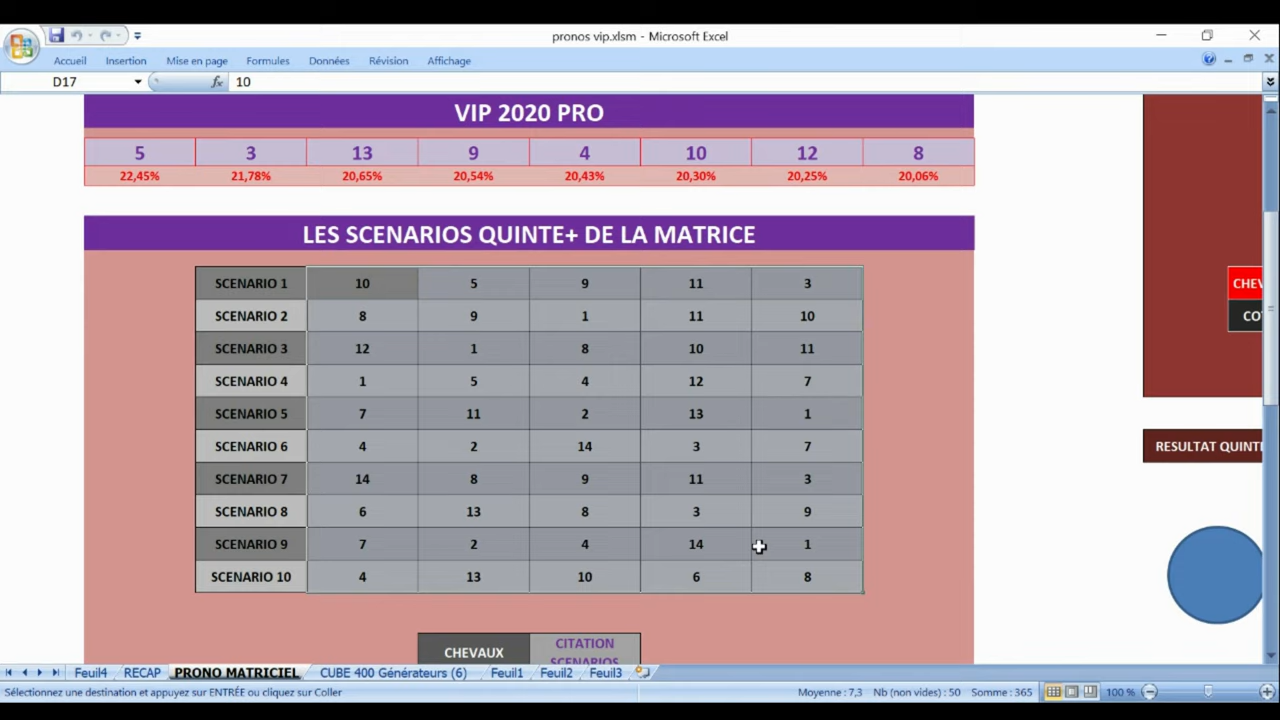 pronos vip.xlsm - Microsoft Excel
Accueil Insertion Mise en page Formules Données Révision Affichage
D17 fx 10
VIP 2020 PRO
5 3 13 9 4 10 12 8
22,45% 21,78% 20,65% 20,54% 20,43% 20,30% 20,25% 20,06%
LES SCENARIOS QUINTE+ DE LA MATRICE
SCENARIO 1 10 5 9 11 3
SCENARIO 2 8 9 1 11 10
SCENARIO 3 12 1 8 10 11
SCENARIO 4 1 5 4 12 7
SCENARIO 5 7 11 2 13 1
SCENARIO 6 4 2 14 3 7
SCENARIO 7 14 8 9 11 3
SCENARIO 8 6 13 8 3 9
SCENARIO 9 7 2 4 14 1
SCENARIO 10 4 13 10 6 8
CHEV
CO
RESULTAT QUINT
CHEVAUX
CITATION
SCENARIOS
Feuil4 RECAP PRONO MATRICIEL CUBE 400 Générateurs (6) Feuil1 Feuil2 Feuil3
Sélectionnez une destination et appuyez sur ENTRÉE ou cliquez sur Coller Moyenne : 7,3 Nb (non vides) : 50 Somme : 365 100 %